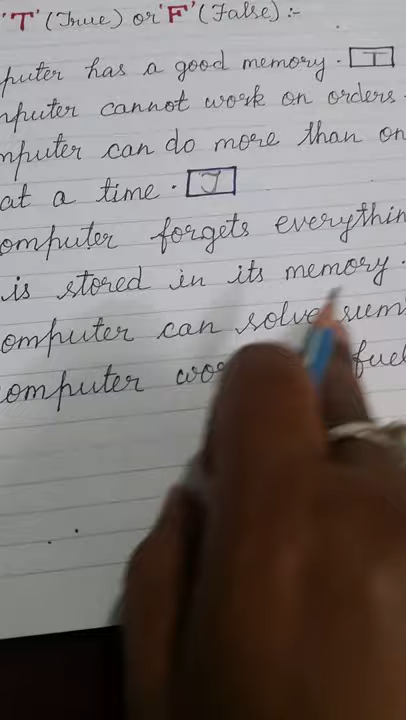 'T' (True) or 'F' (False) :-
puter has a good memory. T
mputer cannot work on orders.
mputer can do more than on
at a time. T
omputer forgets everythin
is stored in its memory.
omputer can solve sum
omputer wo fuel